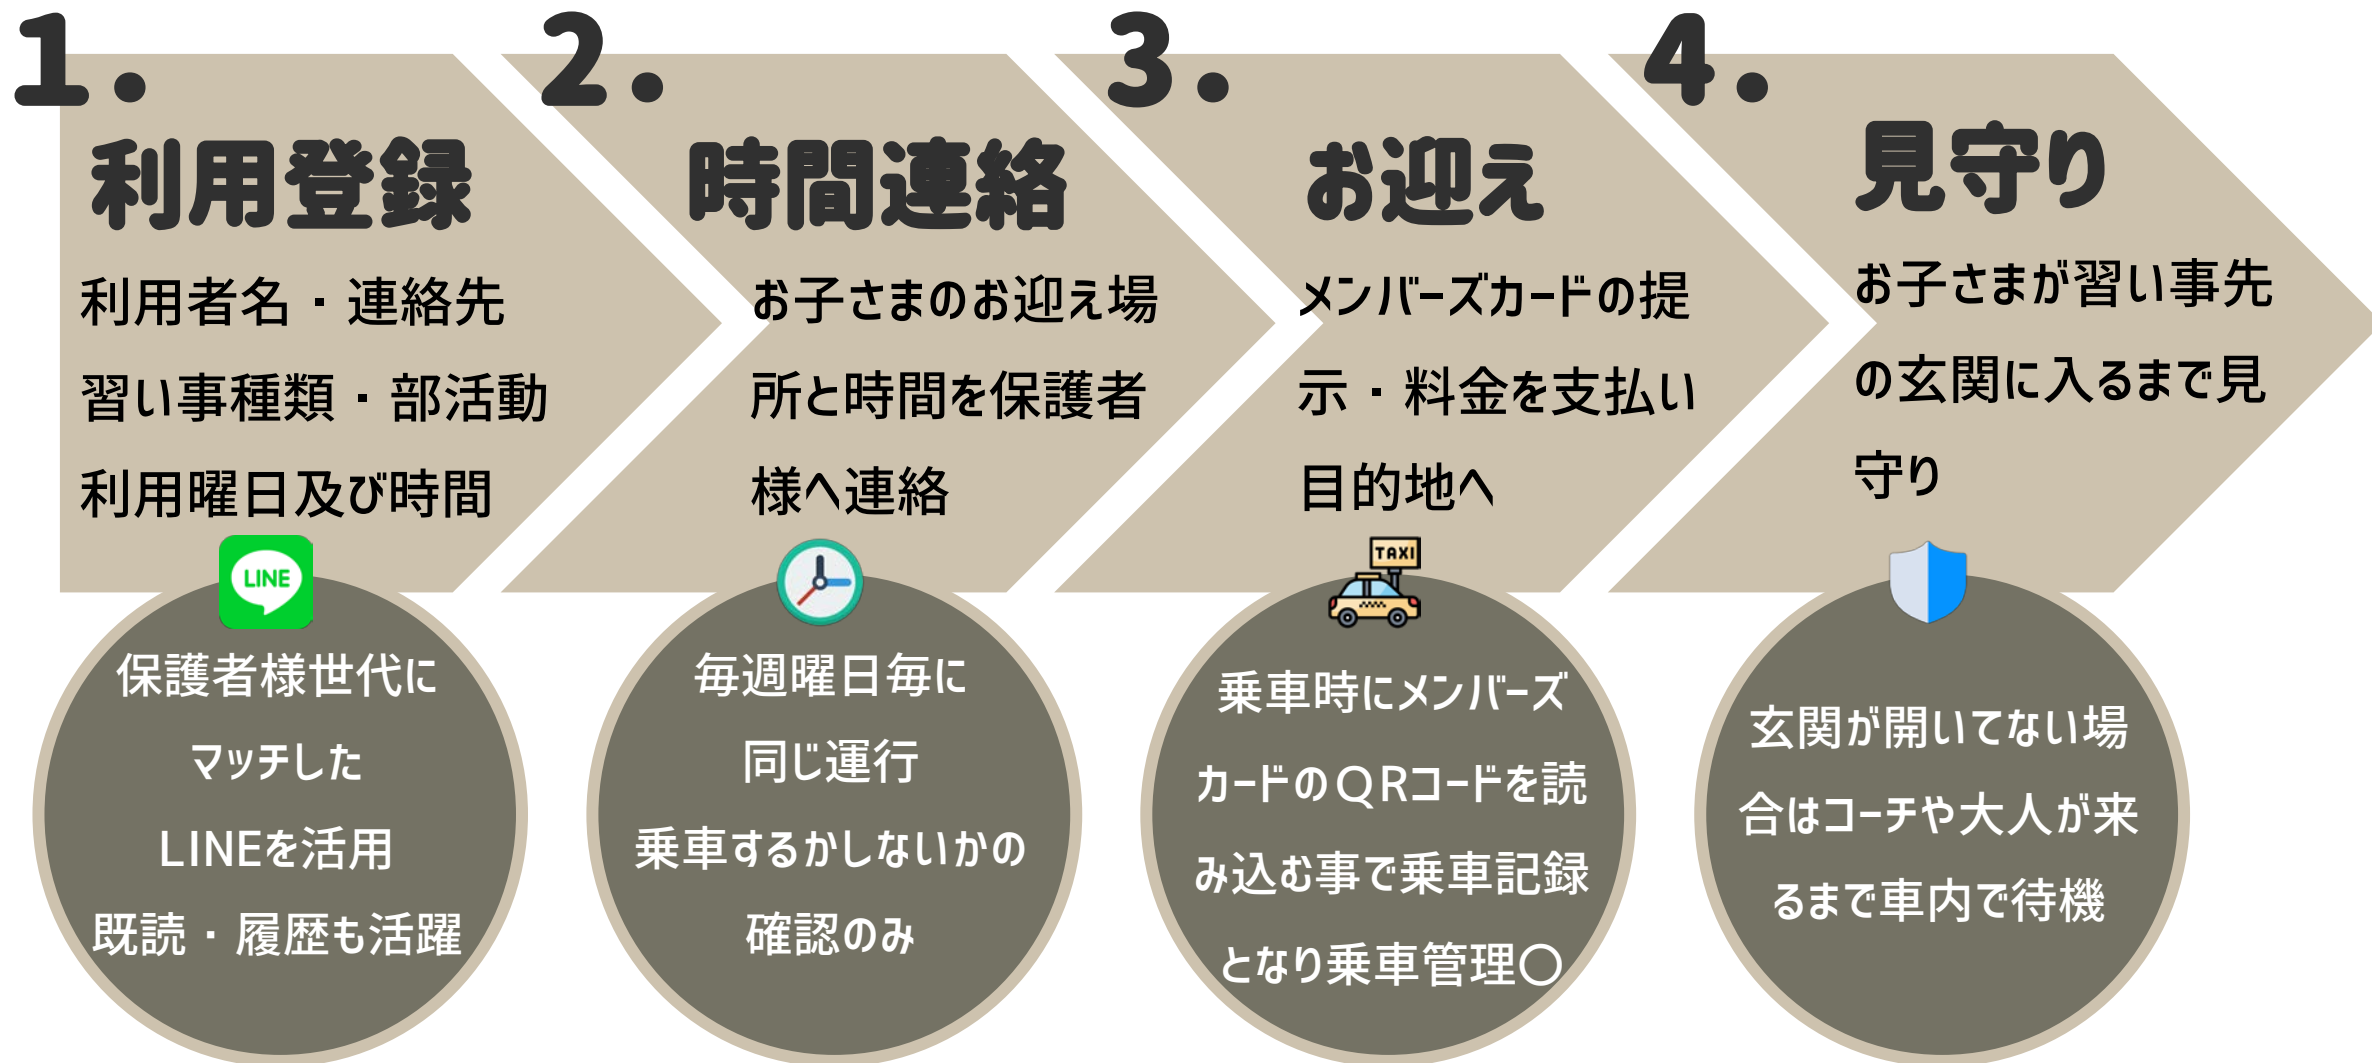 1.
利用登録
利用者名・連絡先
習い事種類・部活動
利用曜日及び時間
LINE
保護者様世代に
マッチした
LINEを活用
既読・履歴も活躍
2.
時間連絡
お子さまのお迎え場
所と時間を保護者
様へ連絡
毎週曜日毎に
同じ運行
乗車するかしないかの
確認のみ
3.
お迎え
メンバーズカードの提
示・料金を支払い
目的地へ
TAXI
乗車時にメンバーズ
カードのQRコードを読
み込む事で乗車記録
となり乗車管理〇
4.
見守り
お子さまが習い事先
の玄関に入るまで見
守り
玄関が開いてない場
合はコーチや大人が来
るまで車内で待機